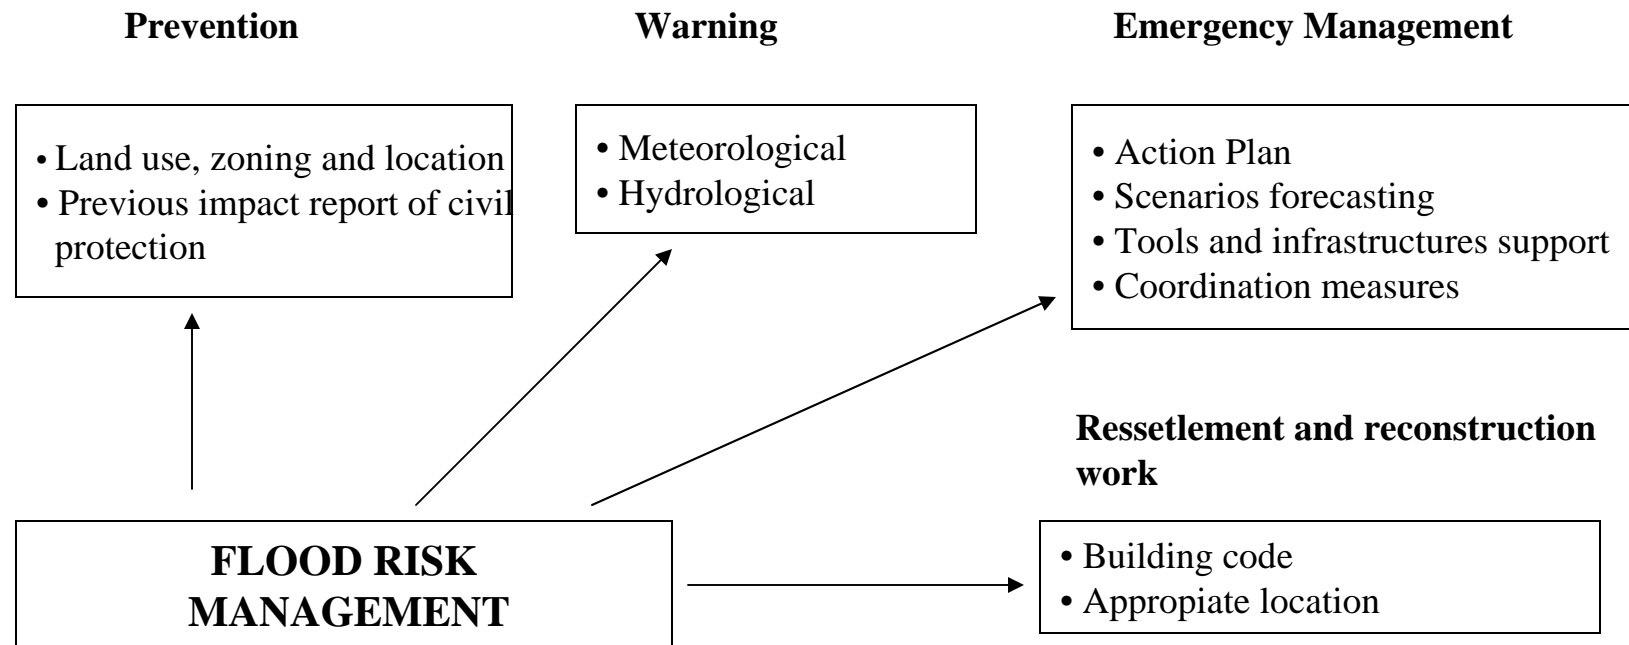 Prevention
Warning
Emergency Management
• Land use, zoning and location
• Previous impact report of civil
protection
• Meteorological
• Hydrological
• Action Plan
• Scenarios forecasting
• Tools and infrastructures support
• Coordination measures
Ressetlement and reconstruction
work
• Building code
• Appropiate location
FLOOD RISK
MANAGEMENT